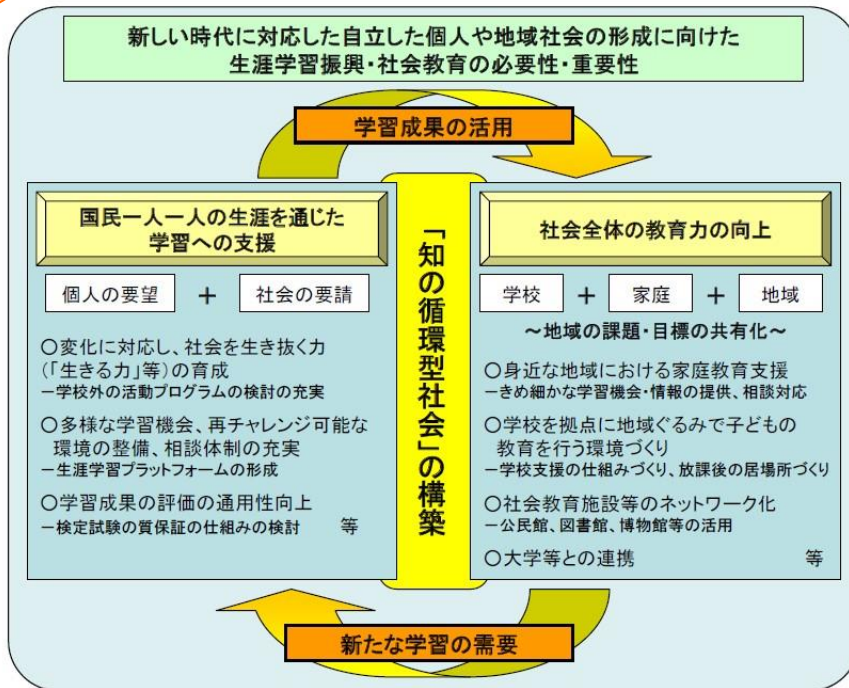 新しい時代に対応した自立した個人や地域社会の形成に向けた
生涯学習振興・社会教育の必要性・重要性
学習成果の活用
国民一人一人の生涯を通じた
学習への支援
個人の要望 + 社会の要請
○変化に対応し、社会を生き抜く力
(「生きる力」等)の育成
－学校外の活動プログラムの検討の充実
○多様な学習機会、再チャレンジ可能な
環境の整備、相談体制の充実
－生涯学習プラットフォームの形成
○学習成果の評価の通用性向上
－検定試験の質保証の仕組みの検討 等
「知の循環型社会」の構築
社会全体の教育力の向上
学校 + 家庭 + 地域
～地域の課題・目標の共有化～
○身近な地域における家庭教育支援
－きめ細かな学習機会・情報の提供、相談対応
○学校を拠点に地域ぐるみで子どもの
教育を行う環境づくり
－学校支援の仕組みづくり、放課後の居場所づくり
○社会教育施設等のネットワーク化
－公民館、図書館、博物館等の活用
○大学等との連携 等
新たな学習の需要